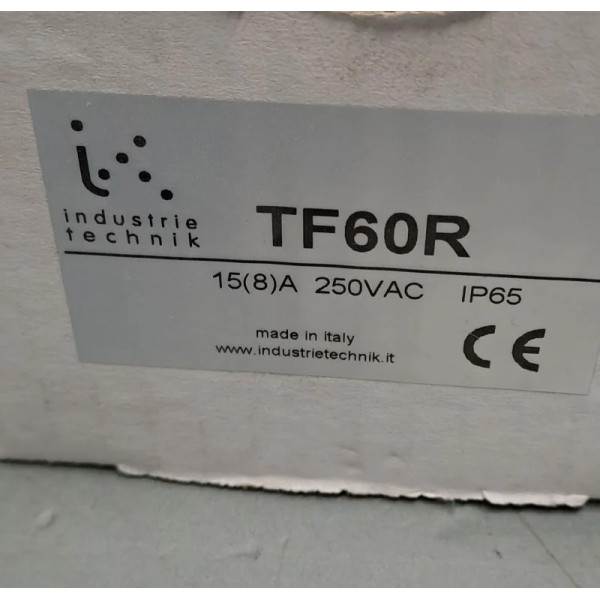 industrie
technik
TF60R
15(8)A 250VAC IP65
made in italy
www.industrietechnik.it
CE